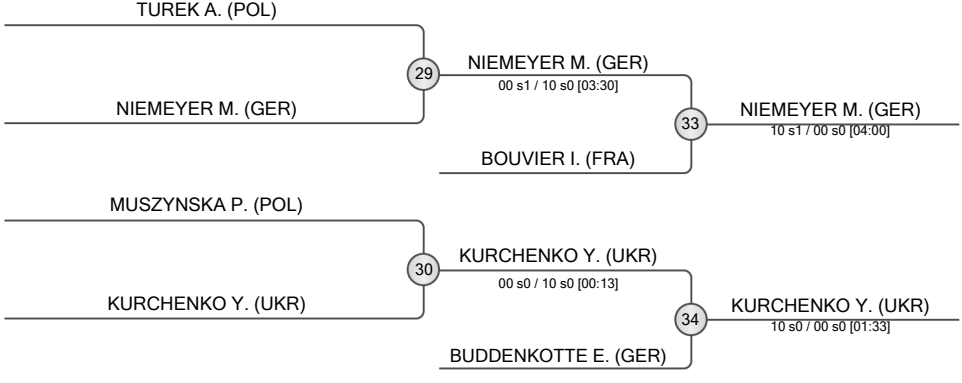 TUREK A. (POL)
29
NIEMEYER M. (GER)
NIEMEYER M. (GER)
00 s1 / 10 s0 [03:30]
33
NIEMEYER M. (GER)
10 s1 / 00 s0 [04:00]
BOUVIER I. (FRA)
MUSZYNSKA P. (POL)
30
KURCHENKO Y. (UKR)
KURCHENKO Y. (UKR)
00 s0 / 10 s0 [00:13]
34
KURCHENKO Y. (UKR)
10 s0 / 00 s0 [01:33]
BUDDENKOTTE E. (GER)